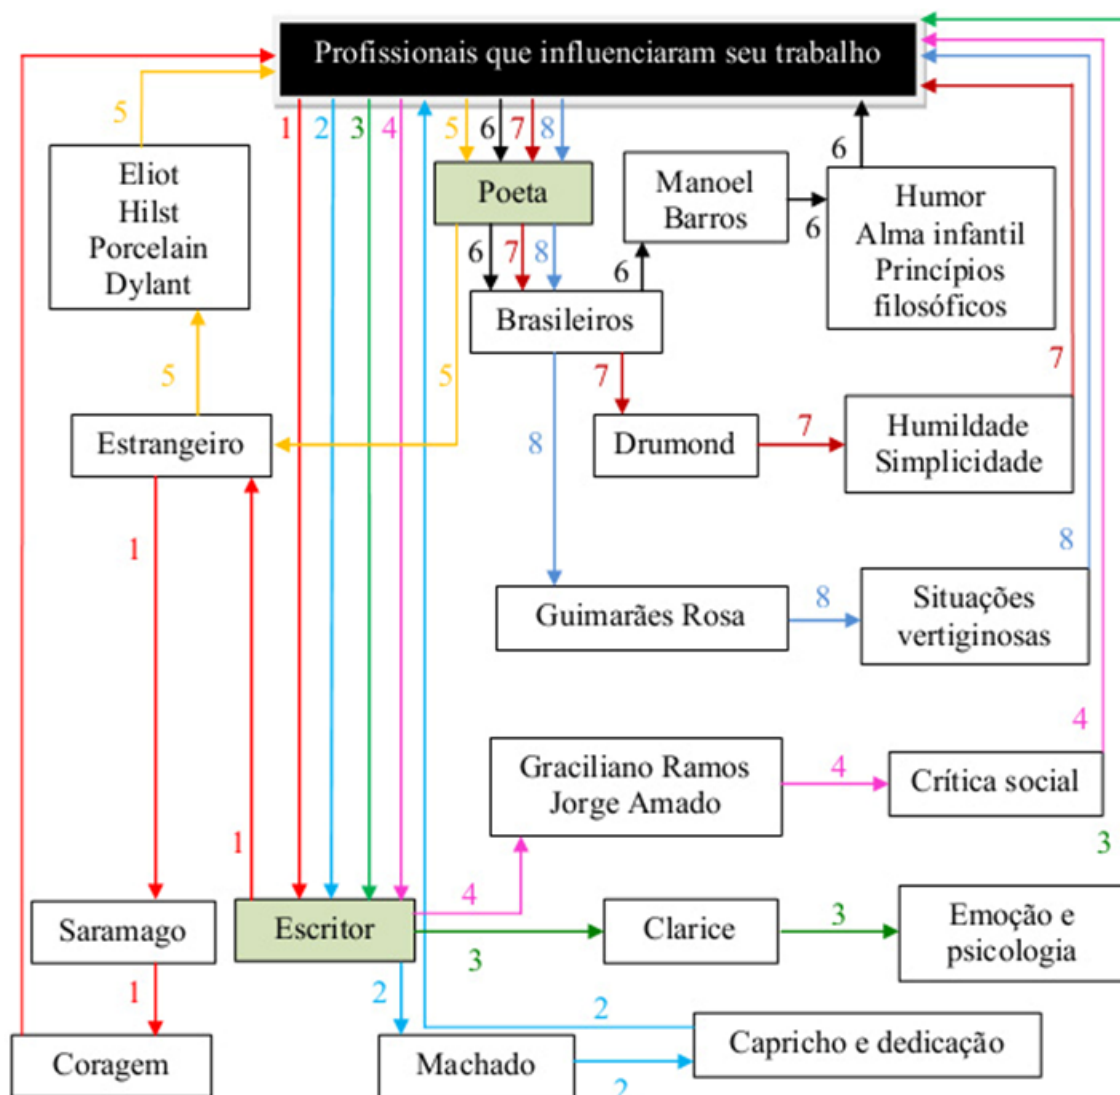 Profissionais que influenciaram seu trabalho
5
1
2
3
4
5
6
7
8
6
Eliot
Hilst
Porcelain
Dylant
Poeta
Manoel
Barros
6
Humor
Alma infantil
Princípios
filosóficos
6
7
8
6
Brasileiros
5
5
7
7
8
Estrangeiro
Drumond
7
Humildade
Simplicidade
1
8
Guimarães Rosa
8
Situações
vertiginosas
4
Graciliano Ramos
Jorge Amado
4
Crítica social
1
3
4
Saramago
Escritor
3
Clarice
3
Emoção e
psicologia
1
2
2
Coragem
Machado
2
Capricho e dedicação